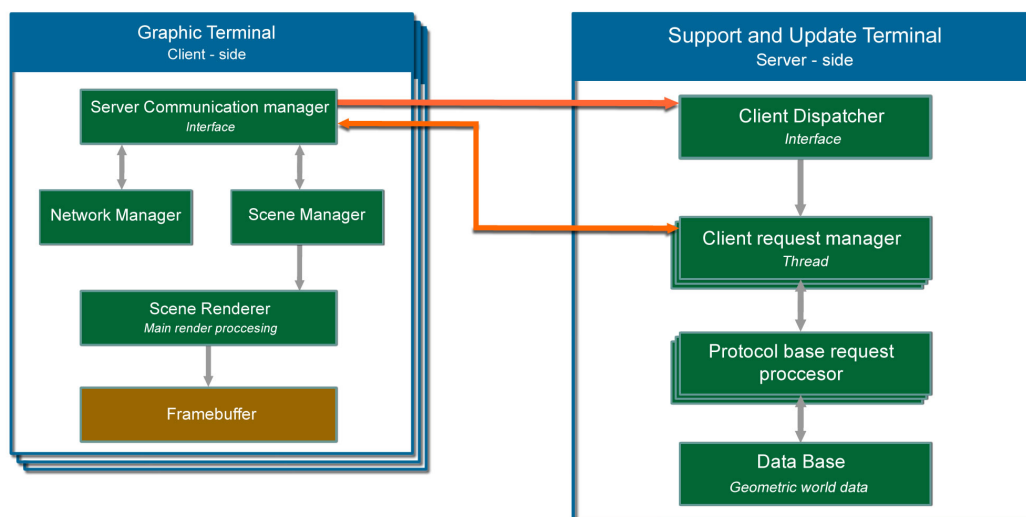 Graphic Terminal
Client - side
Server Communication manager
Interface
Network Manager
Scene Manager
Scene Renderer
Main render proccesing
Framebuffer
Support and Update Terminal
Server - side
Client Dispatcher
Interface
Client request manager
Thread
Protocol base request
proccesor
Data Base
Geometric world data